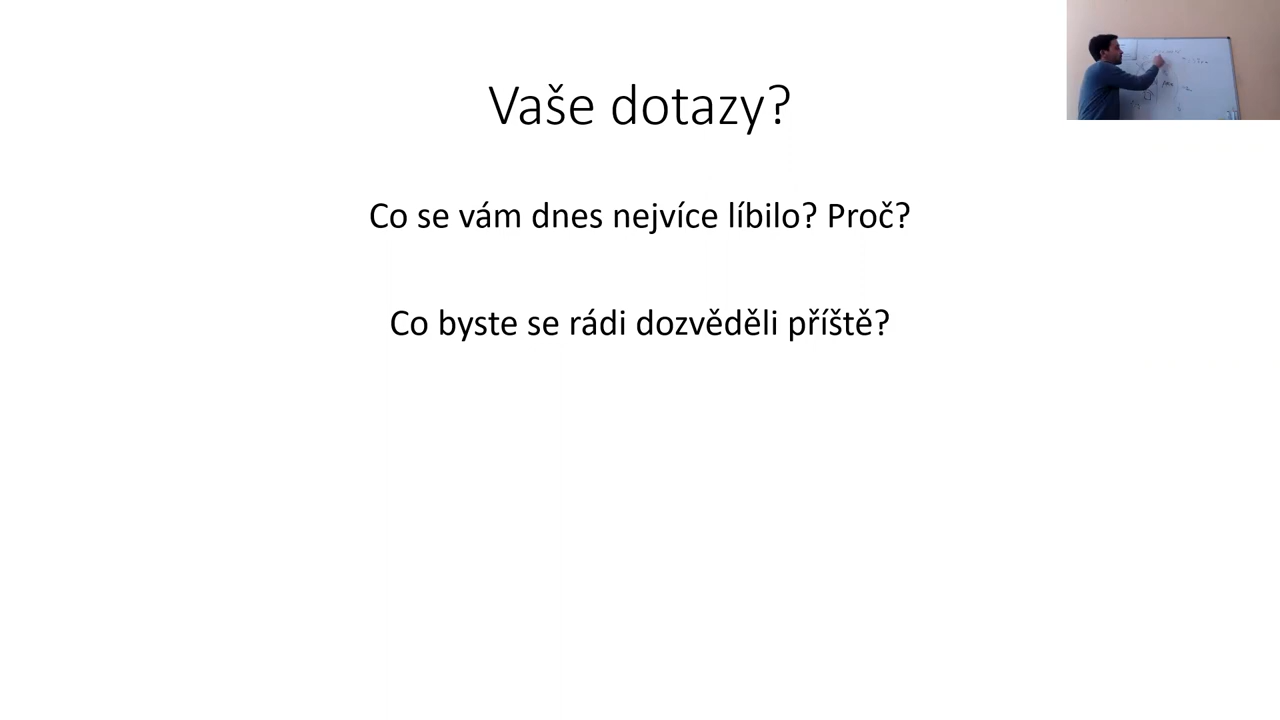 Vaše dotazy?
Co se vám dnes nejvíce líbilo? Proč?
Co byste se rádi dozvěděli příště?